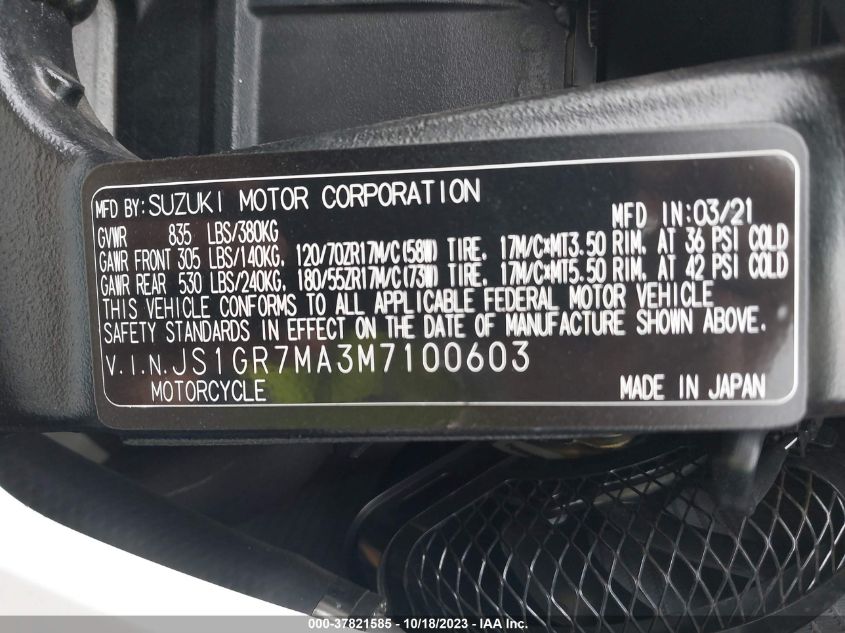 MFD BY: SUZUKI MOTOR CORPORATION
MFD IN: 03/21
GVWR 835 LBS/380KG
GAWR FRONT 305 LBS/140KG, 120/70ZR17M/C(58W) TIRE, 17M/C×MT3.50 RIM, AT 36 PSI COLD
GAWR REAR 530 LBS/240KG, 180/55ZR17M/C(73W) TIRE, 17M/C×MT5.50 RIM, AT 42 PSI COLD
THIS VEHICLE CONFORMS TO ALL APPLICABLE FEDERAL MOTOR VEHICLE
SAFETY STANDARDS IN EFFECT ON THE DATE OF MANUFACTURE SHOWN ABOVE.
V.I.N. JS1GR7MA3M7100603
MOTORCYCLE MADE IN JAPAN
000-37821585 — 10/18/2023 — IAA Inc.